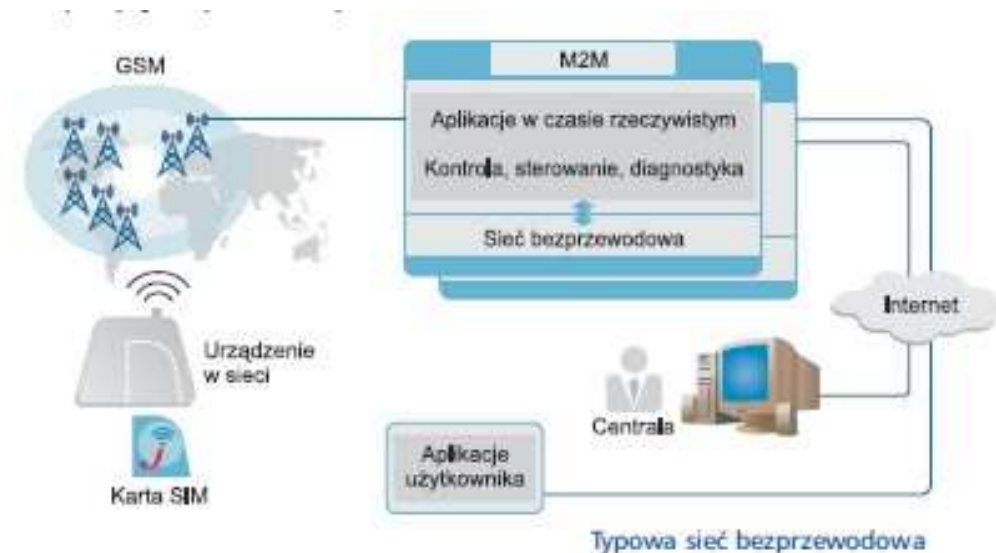 GSM
M2M
Aplikacje w czasie rzeczywistym
Kontrola, sterowanie, diagnostyka
Sieć bezprzewodowa
Internet
Urządzenie
w sieci
Centrala
Karta SIM
Aplikacje
użytkownika
Typowa sieć bezprzewodowa